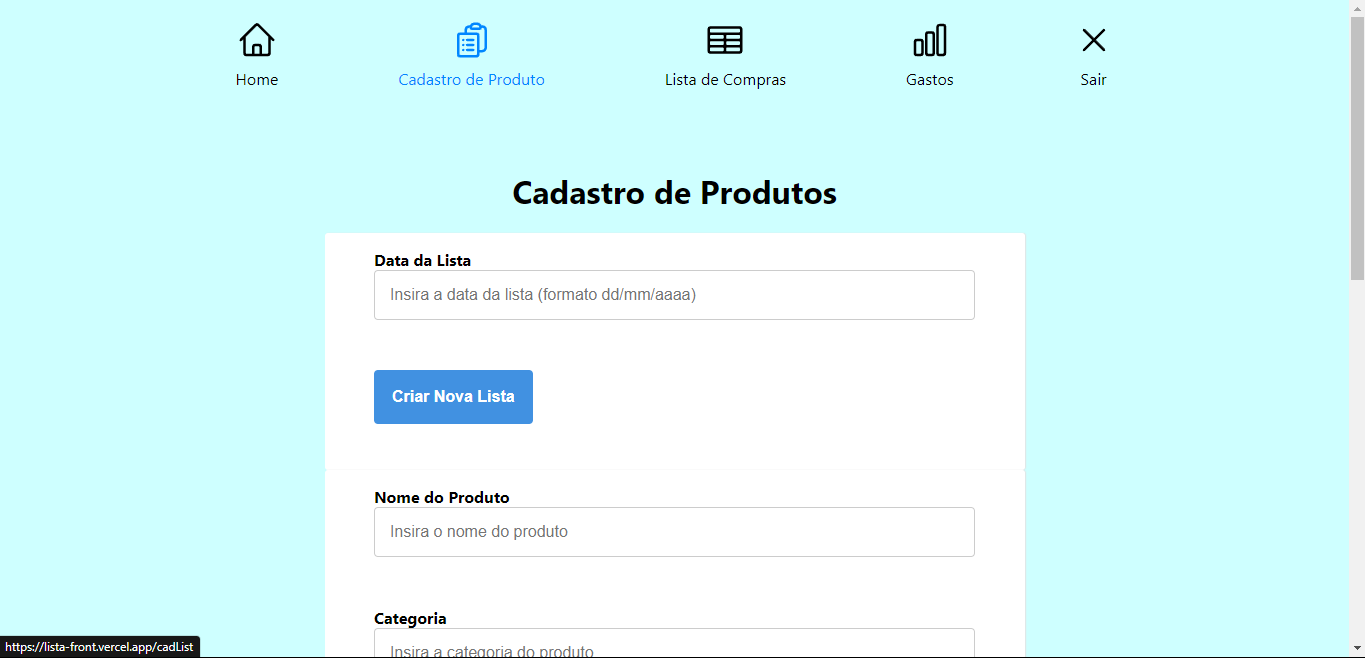 Home
Cadastro de Produto
Lista de Compras
Gastos
Sair
Cadastro de Produtos
Data da Lista
Insira a data da lista (formato dd/mm/aaaa)
Criar Nova Lista
Nome do Produto
Insira o nome do produto
Categoria
Insira a categoria do produto
https://lista-front.vercel.app/cadList